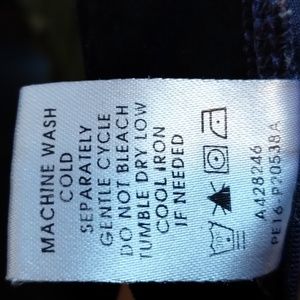 MACHINE WASH
COLD
SEPARATELY
GENTLE CYCLE
DO NOT BLEACH
TUMBLE DRY LOW
COOL IRON
IF NEEDED
A428246
PE16-P20538A